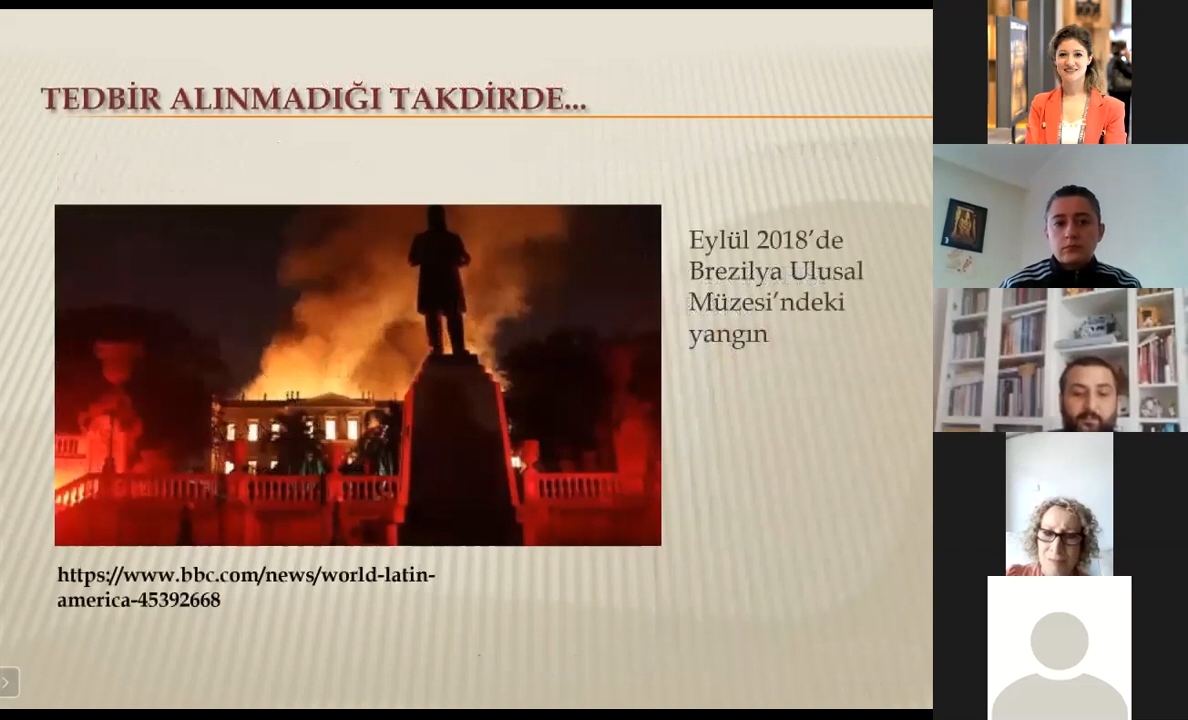 TEDBİR ALINMADIĞI TAKDİRDE...
Eylül 2018’de
Brezilya Ulusal
Müzesi’ndeki
yangın
https://www.bbc.com/news/world-latin-
america-45392668